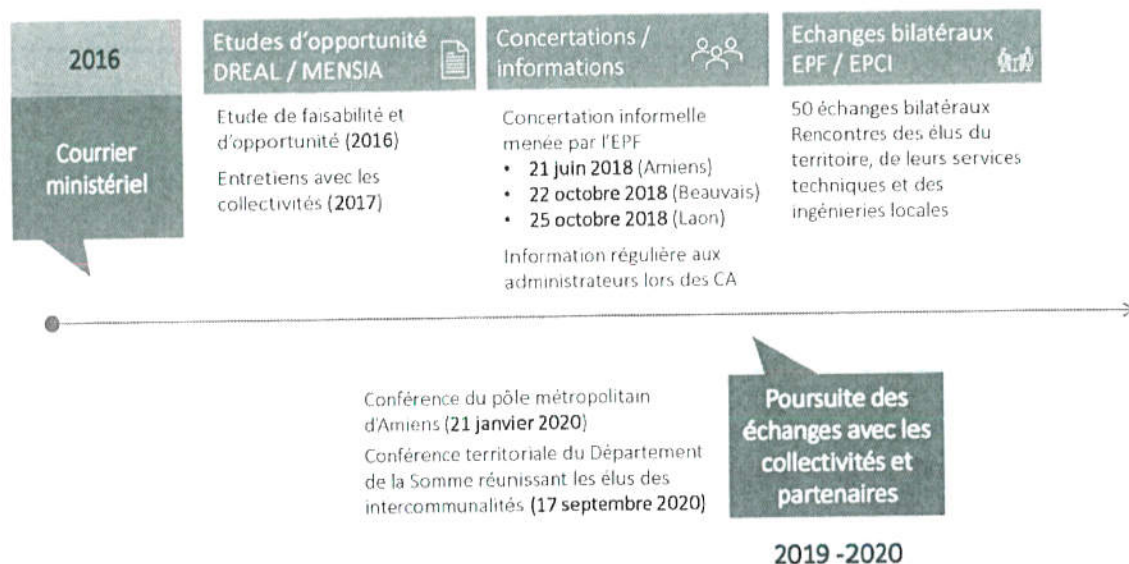 2016
Courrier
ministériel
Etudes d'opportunité
DREAL / MENSIA
Etude de faisabilité et
d'opportunité (2016)
Entretiens avec les
collectivités (2017)
Concertations /
informations
Concertation informelle
menée par l'EPF
• 21 juin 2018 (Amiens)
• 22 octobre 2018 (Beauvais)
• 25 octobre 2018 (Laon)
Information régulière aux
administrateurs lors des CA
Echanges bilatéraux
EPF / EPCI
50 échanges bilatéraux
Rencontres des élus du
territoire, de leurs services
techniques et des
ingénieries locales
Conférence du pôle métropolitain
d'Amiens (21 janvier 2020)
Conférence territoriale du Département
de la Somme réunissant les élus des
intercommunalités (17 septembre 2020)
Poursuite des
échanges avec les
collectivités et
partenaires
2019 -2020